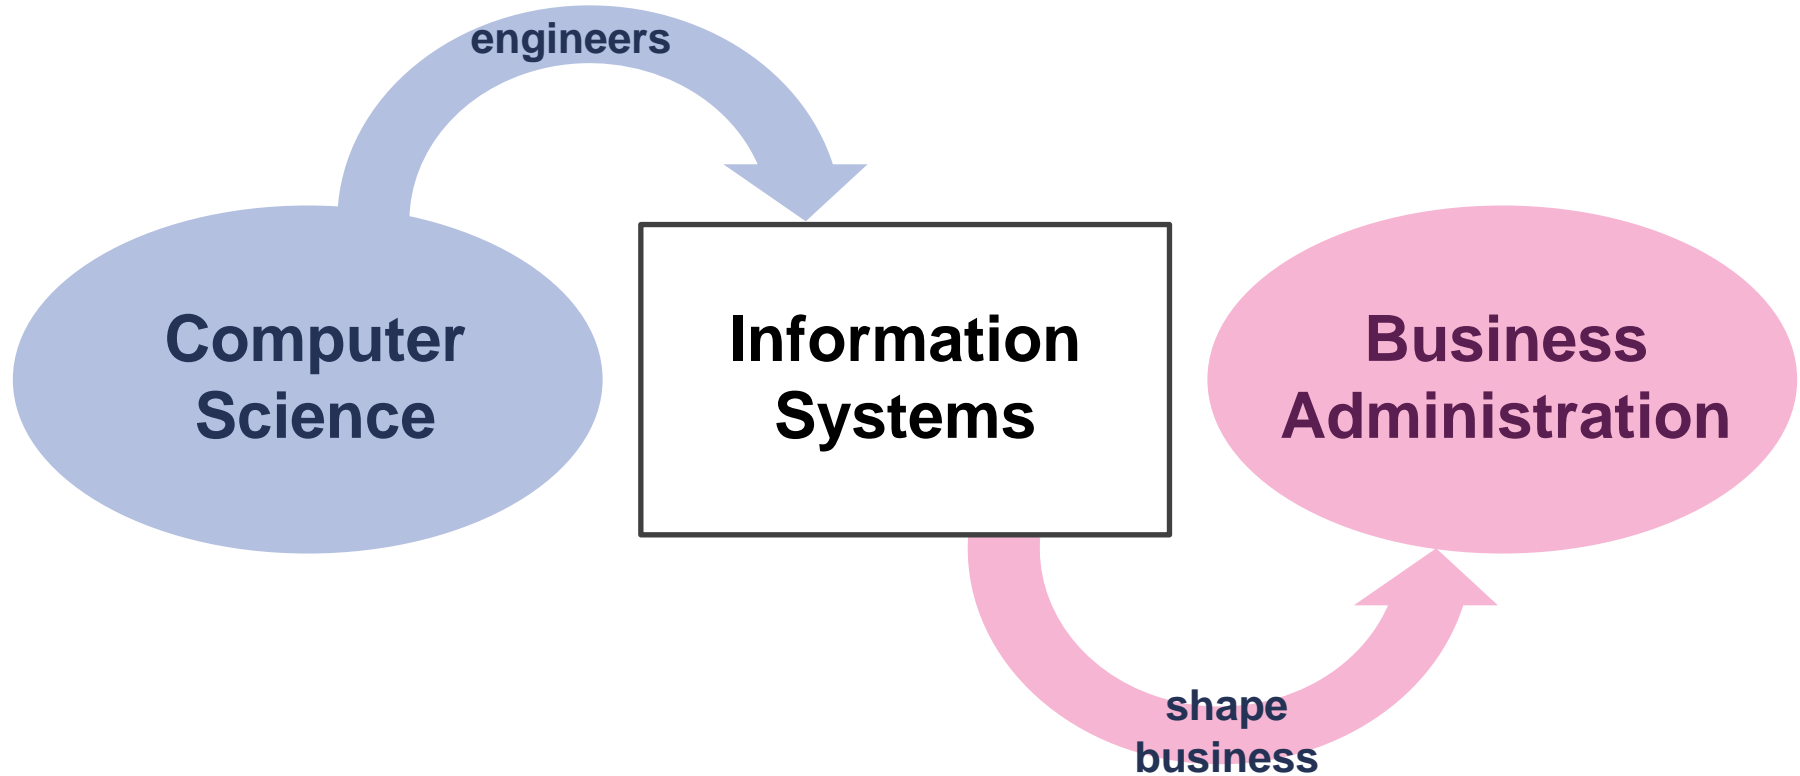 engineers
Computer
Science
Information
Systems
Business
Administration
shape
business